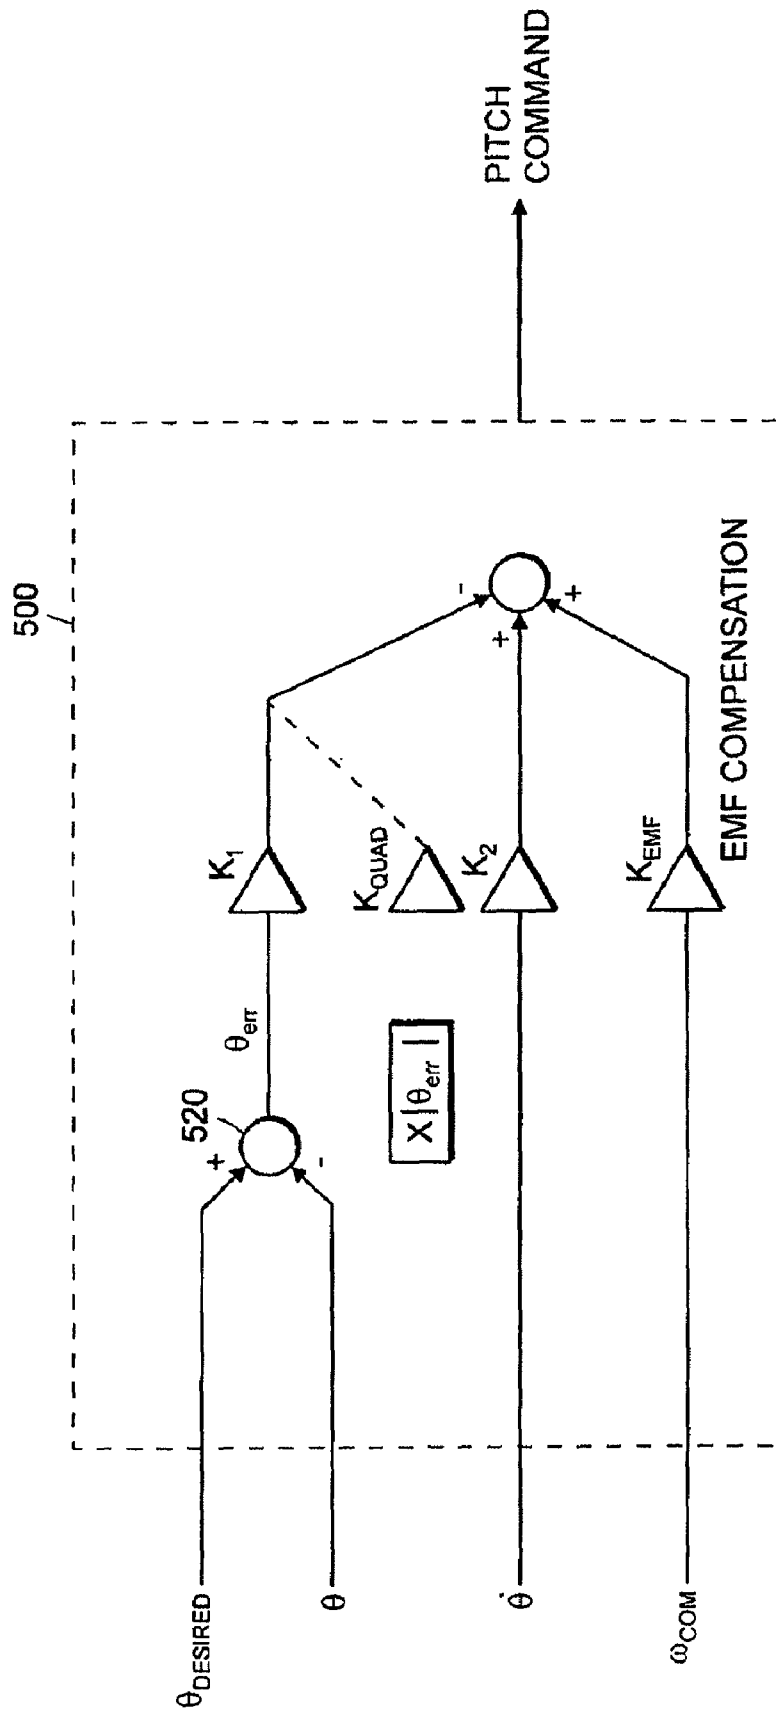 500
θDESIRED
θ
θ̇
ωCOM
+
-
520
θerr
X |θerr|
K1
KQUAD
K2
KEMF
EMF COMPENSATION
-
+
+
PITCH
COMMAND